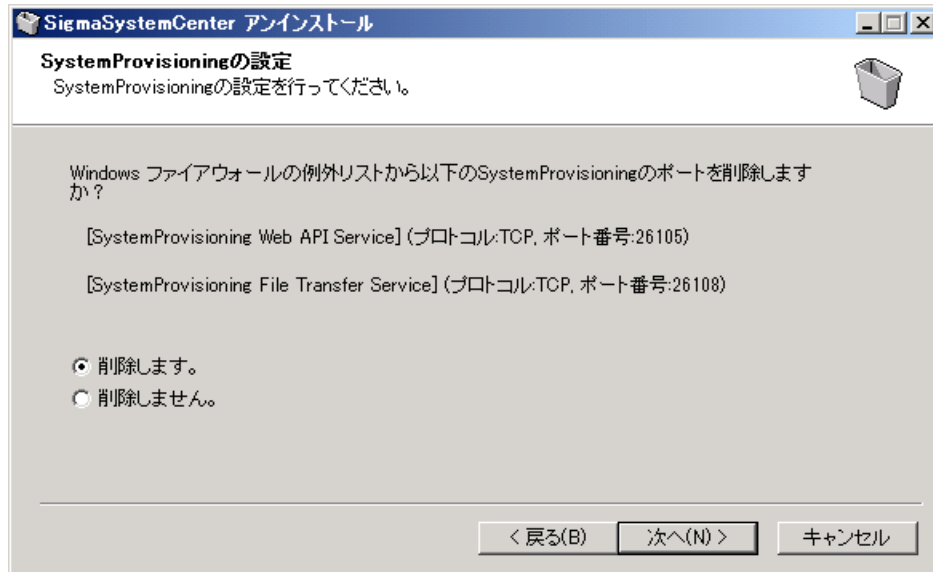 SigmaSystemCenter アンインストール
SystemProvisioningの設定
SystemProvisioningの設定を行ってください。
Windows ファイアウォールの例外リストから以下のSystemProvisioningのポートを削除します
か？
[SystemProvisioning Web API Service] (プロトコル:TCP, ポート番号:26105)
[SystemProvisioning File Transfer Service] (プロトコル:TCP, ポート番号:26108)
削除します。
削除しません。
< 戻る(B)
次へ(N) >
キャンセル